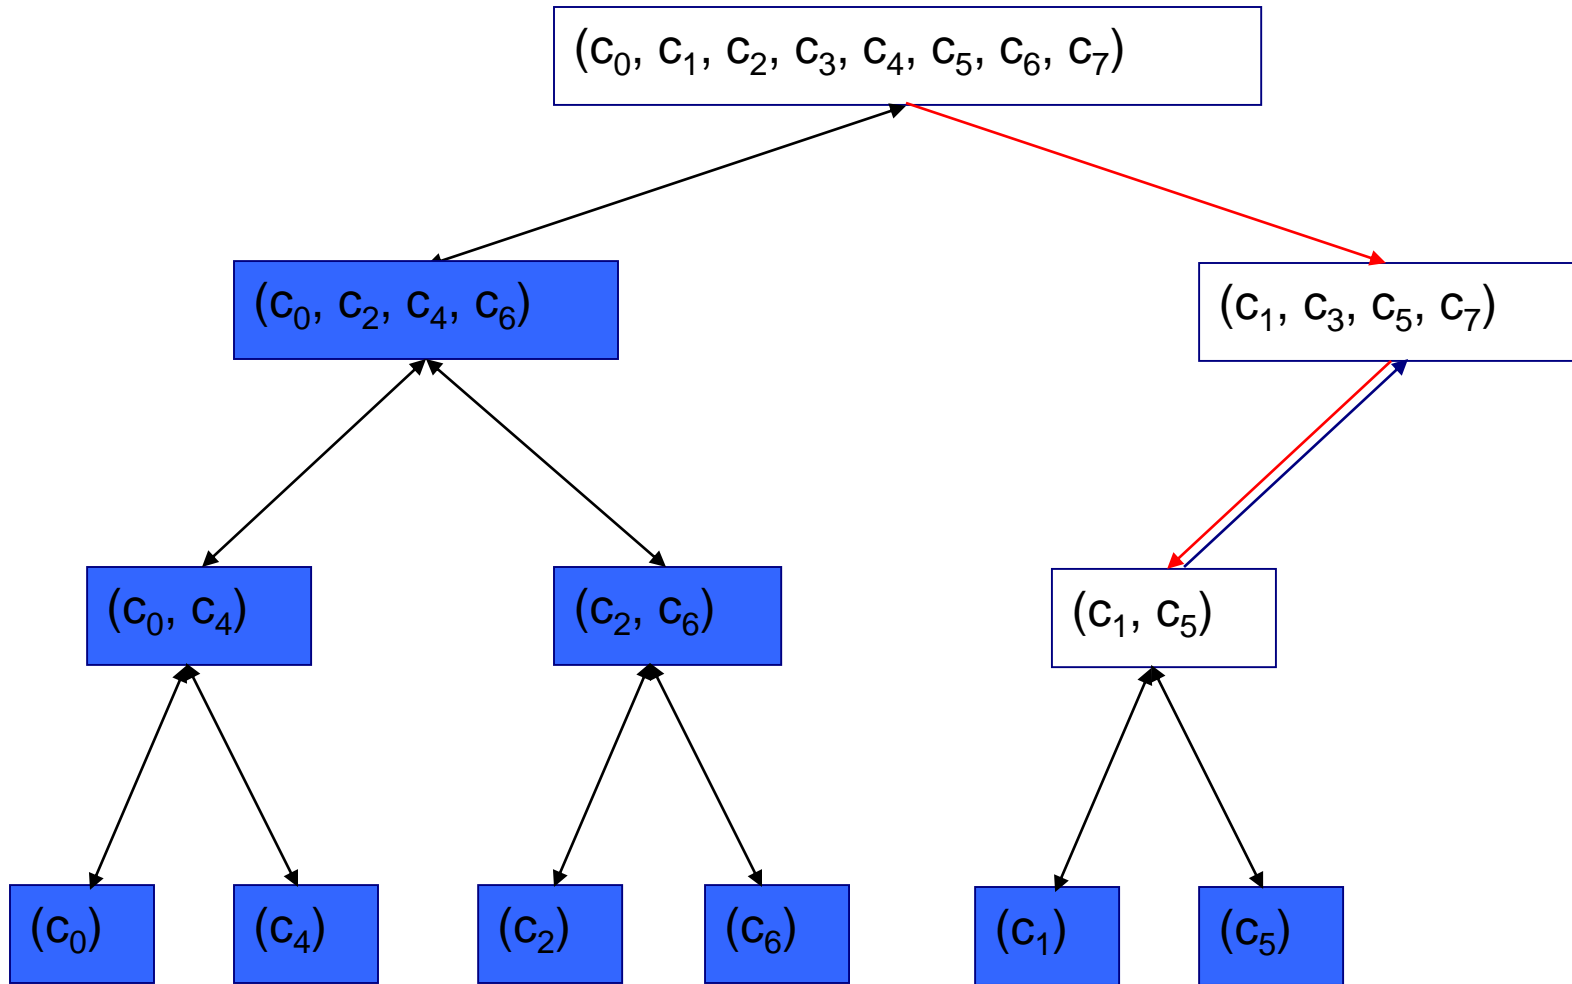 (c₀, c₁, c₂, c₃, c₄, c₅, c₆, c₇)
(c₀, c₂, c₄, c₆)
(c₁, c₃, c₅, c₇)
(c₀, c₄)
(c₂, c₆)
(c₁, c₅)
(c₀)
(c₄)
(c₂)
(c₆)
(c₁)
(c₅)